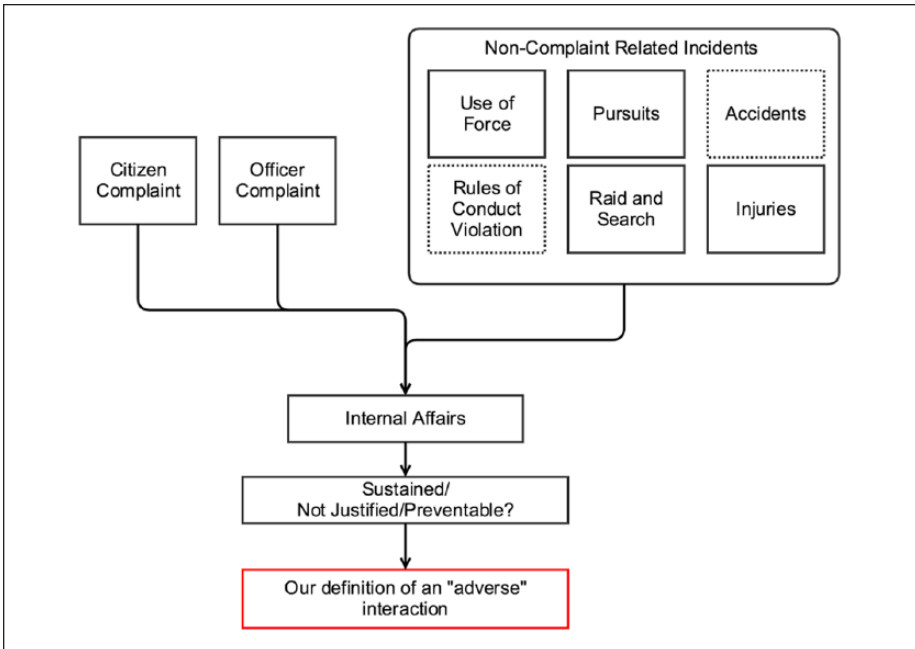 Non-Complaint Related Incidents
Use of
Force
Pursuits
Accidents
Citizen
Complaint
Officer
Complaint
Rules of
Conduct
Violation
Raid and
Search
Injuries
Internal Affairs
Sustained/
Not Justified/Preventable?
Our definition of an "adverse"
interaction